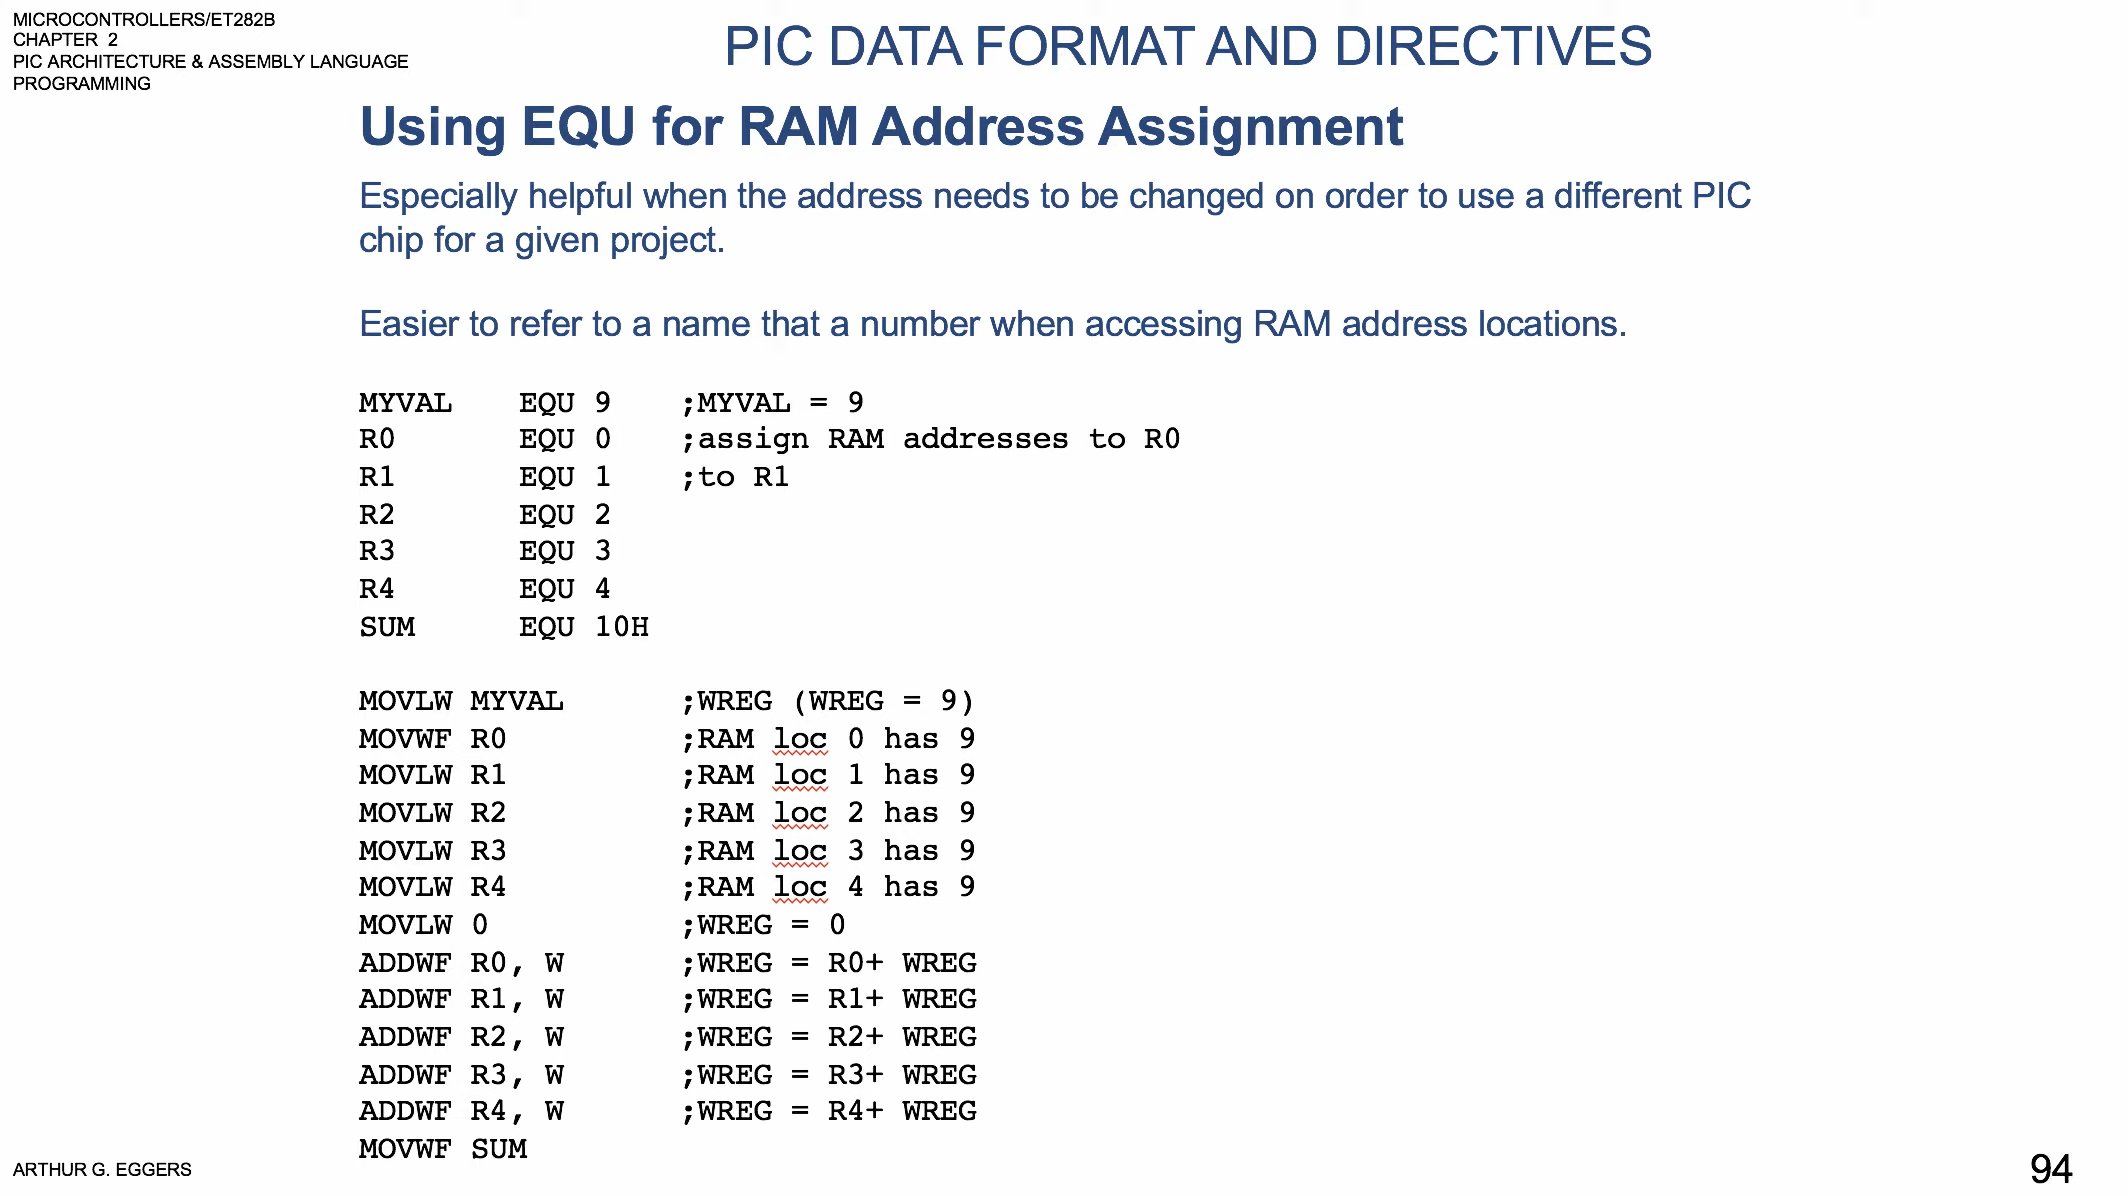 MICROCONTROLLERS/ET282B
CHAPTER 2
PIC ARCHITECTURE & ASSEMBLY LANGUAGE
PROGRAMMING
PIC DATA FORMAT AND DIRECTIVES
Using EQU for RAM Address Assignment
Especially helpful when the address needs to be changed on order to use a different PIC
chip for a given project.
Easier to refer to a name that a number when accessing RAM address locations.
MYVAL EQU 9 ;MYVAL = 9
R0 EQU 0 ;assign RAM addresses to R0
R1 EQU 1 ;to R1
R2 EQU 2
R3 EQU 3
R4 EQU 4
SUM EQU 10H
MOVLW MYVAL ;WREG (WREG = 9)
MOVWF R0 ;RAM loc 0 has 9
MOVLW R1 ;RAM loc 1 has 9
MOVLW R2 ;RAM loc 2 has 9
MOVLW R3 ;RAM loc 3 has 9
MOVLW R4 ;RAM loc 4 has 9
MOVLW 0 ;WREG = 0
ADDWF R0, W ;WREG = R0+ WREG
ADDWF R1, W ;WREG = R1+ WREG
ADDWF R2, W ;WREG = R2+ WREG
ADDWF R3, W ;WREG = R3+ WREG
ADDWF R4, W ;WREG = R4+ WREG
MOVWF SUM
ARTHUR G. EGGERS
94